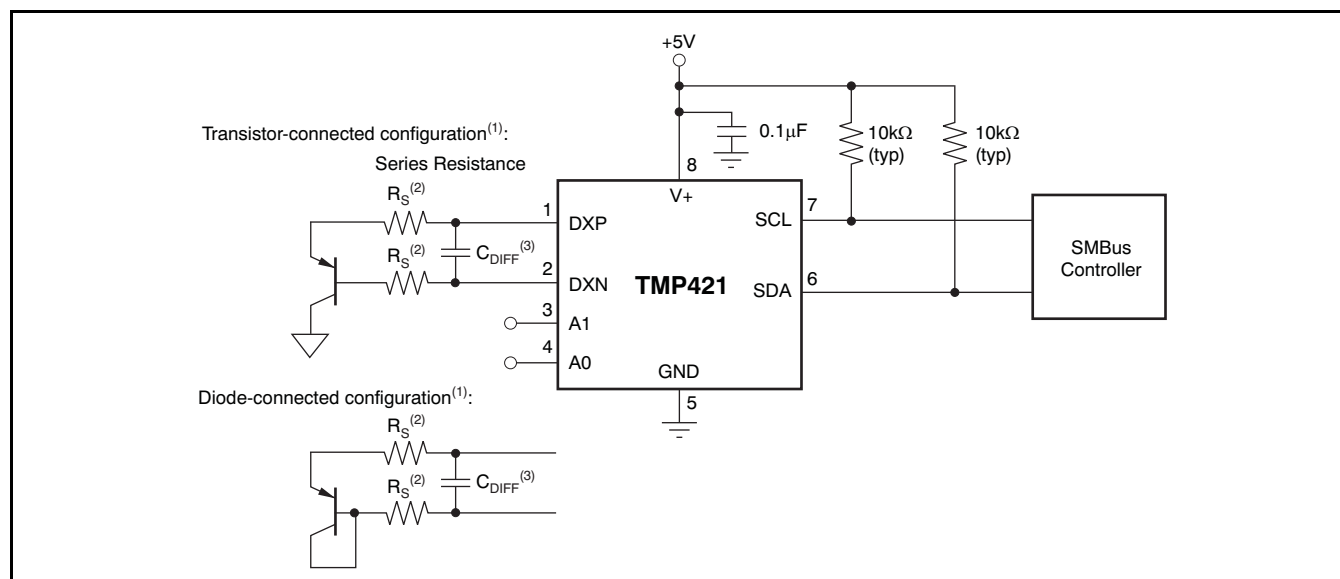 +5V
Transistor-connected configuration(1):
0.1μF
10kΩ
(typ)
10kΩ
(typ)
Series Resistance
8
RS(2)
V+
1
DXP
7
SCL
RS(2)
CDIFF(3)
SMBus
Controller
2
DXN
TMP421
6
SDA
3
A1
4
A0
GND
Diode-connected configuration(1):
5
RS(2)
RS(2)
CDIFF(3)